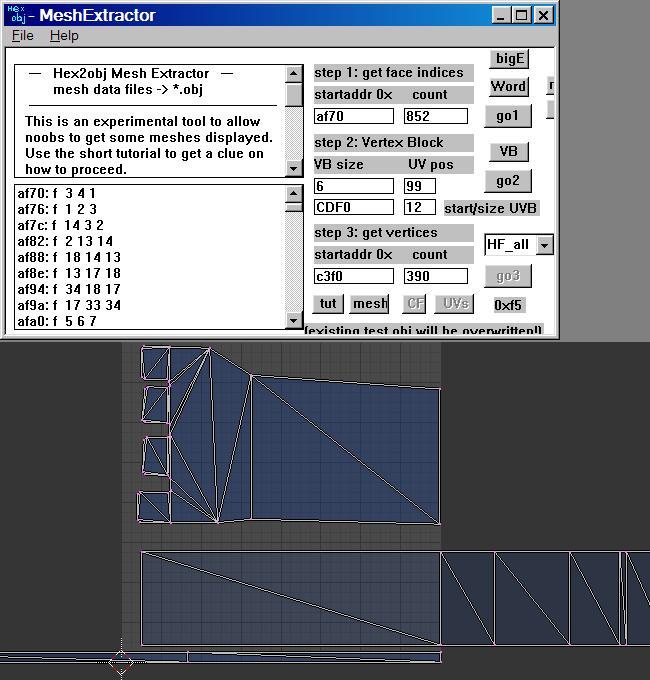 Hex obj - MeshExtractor
File Help
— Hex2obj Mesh Extractor —
mesh data files -> *.obj
This is an experimental tool to allow
noobs to get some meshes displayed.
Use the short tutorial to get a clue on
how to proceed.
af70: f 3 4 1
af76: f 1 2 3
af7c: f 14 3 2
af82: f 2 13 14
af88: f 18 14 13
af8e: f 13 17 18
af94: f 34 18 17
af9a: f 17 33 34
afa0: f 5 6 7
step 1: get face indices
startaddr 0x count
af70 852
step 2: Vertex Block
VB size UV pos
6 99
CDF0 12 start/size UVB
step 3: get vertices
startaddr 0x count
c3f0 390
tut mesh CF UVs 0xf5
(existing test.obj will be overwritten!)
bigE
Word
go1
VB
go2
HF_all
go3